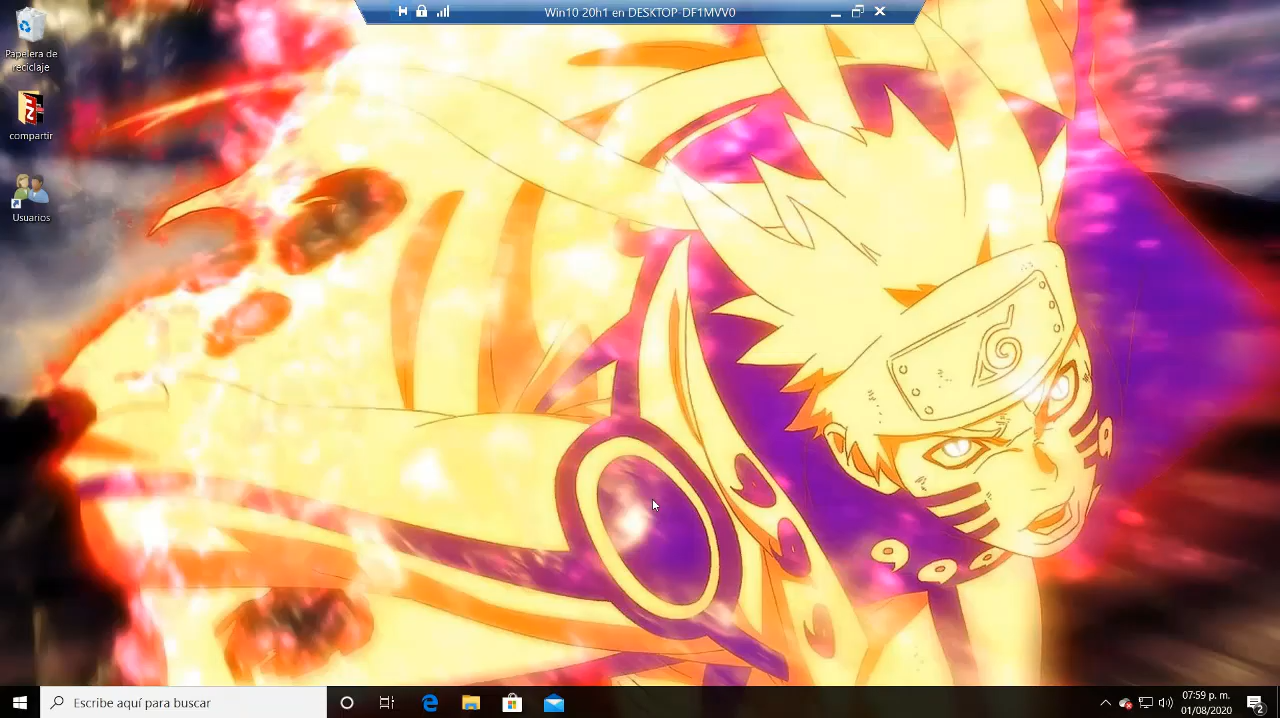 Win10 20h1 en DESKTOP-DF1MVV0
Papelera de
reciclaje
compartir
Usuarios
Escribe aquí para buscar
07:59 p. m.
01/08/2020
2